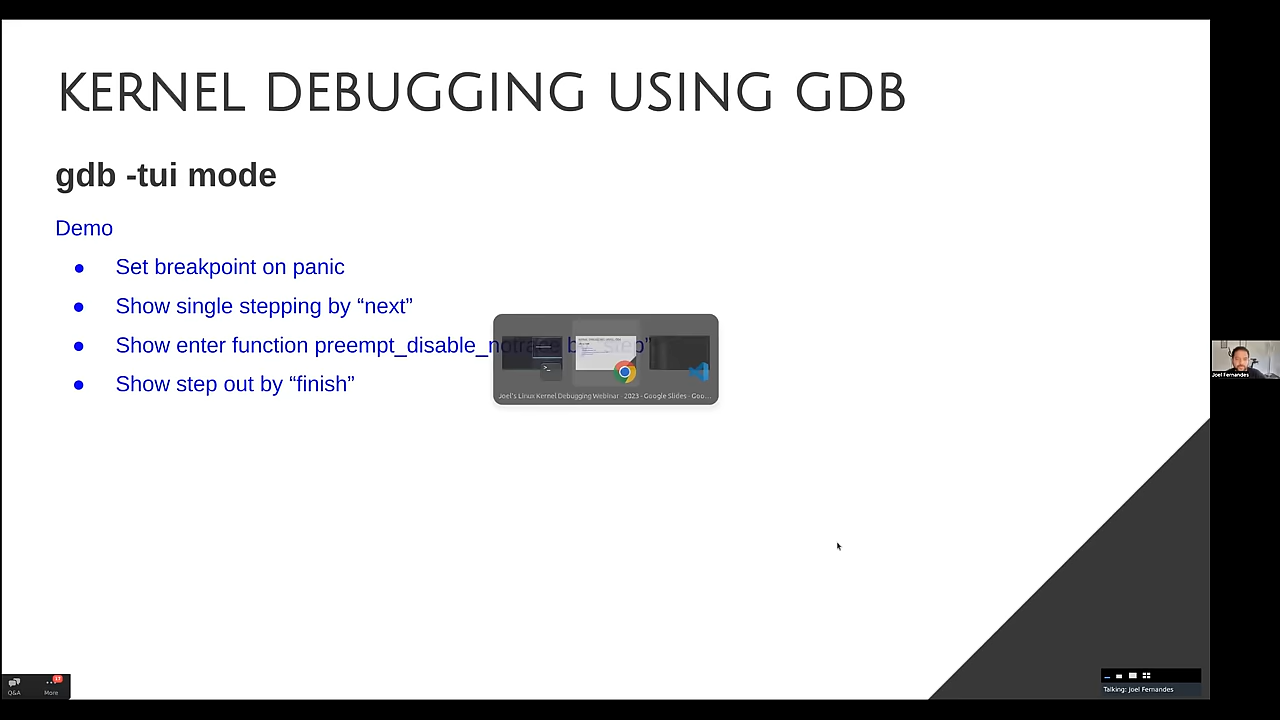 KERNEL DEBUGGING USING GDB
gdb -tui mode
Demo
● Set breakpoint on panic
● Show single stepping by “next”
● Show enter function preempt_disable_notrace by “step”
● Show step out by “finish”
Joel's Linux Kernel Debugging Webinar - 2023 - Google Slides - Goo...
Joel Fernandes
Q&A
More
Talking: Joel Fernandes